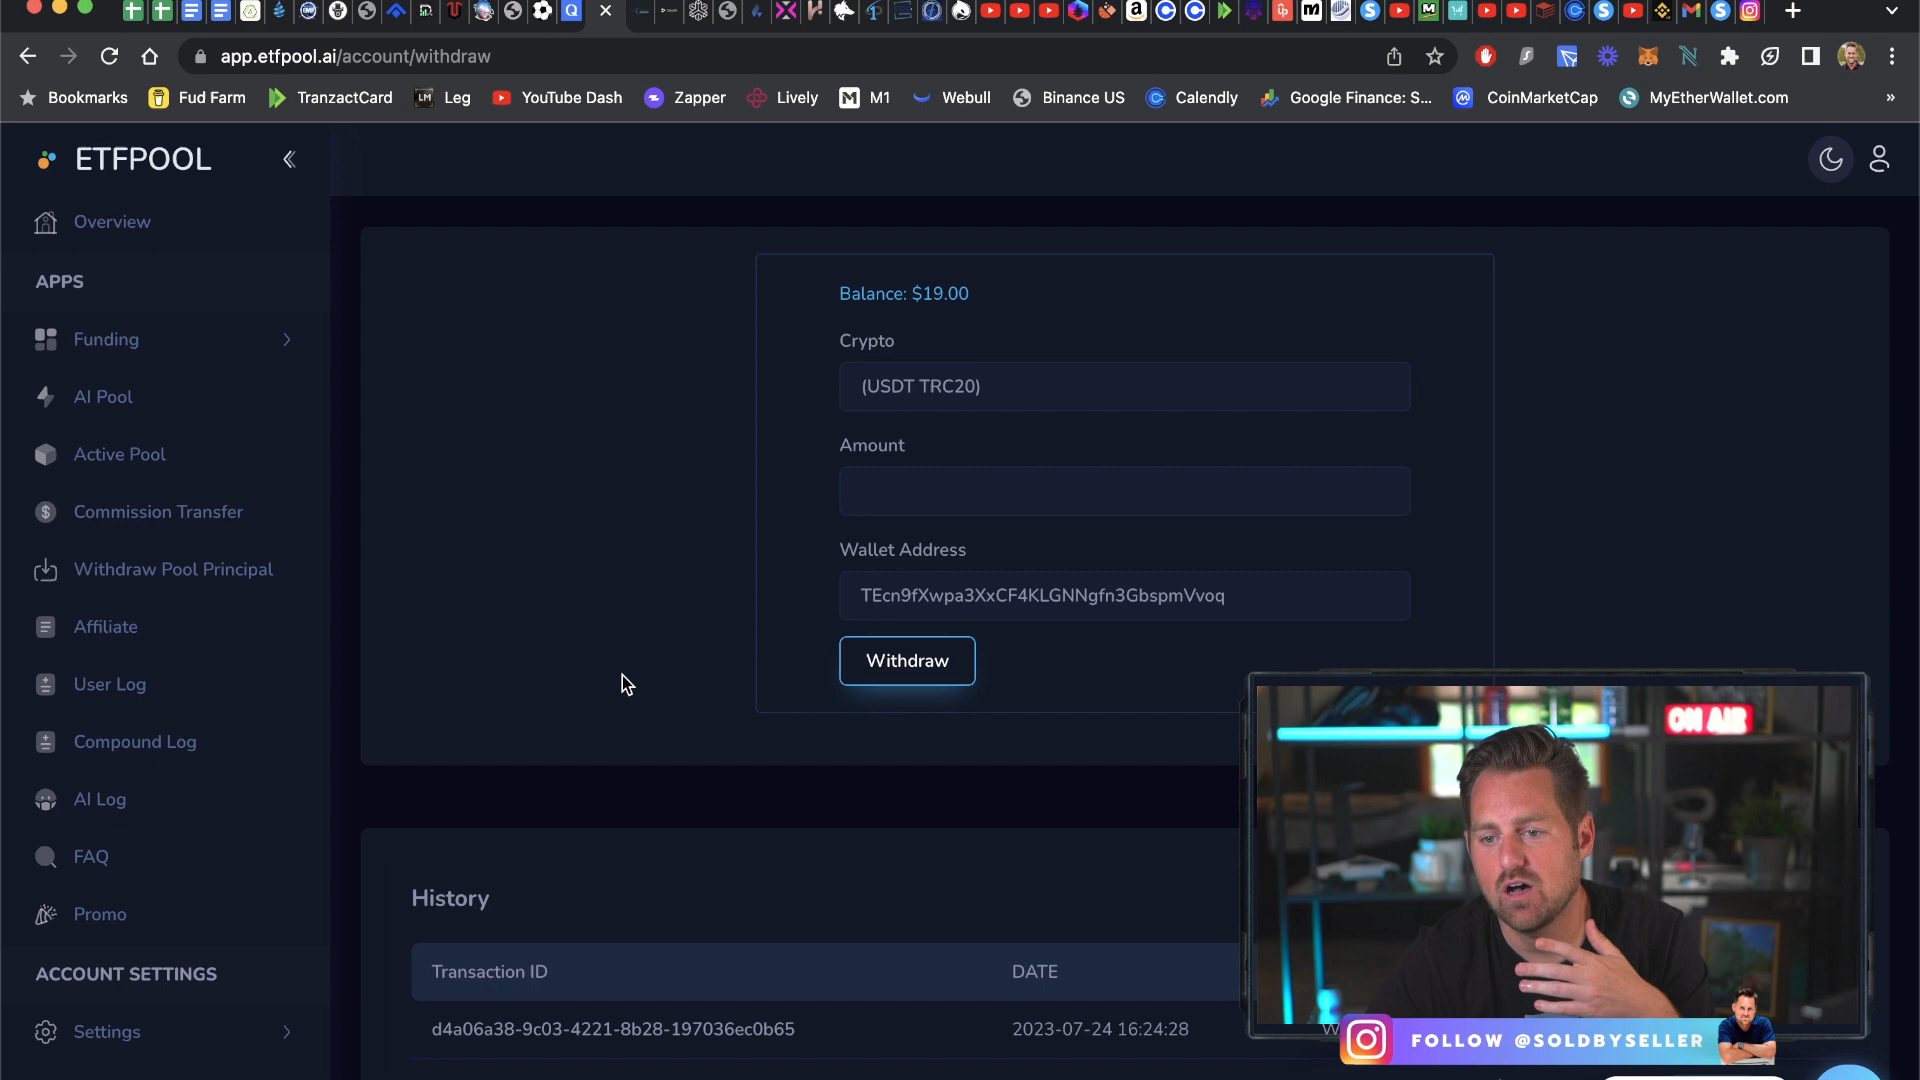 app.etfpool.ai/account/withdraw
Bookmarks Fud Farm TranzactCard LM Leg YouTube Dash Zapper Lively M1 Webull Binance US Calendly Google Finance: S... CoinMarketCap MyEtherWallet.com »
ETFPOOL
Overview
APPS
Funding
AI Pool
Active Pool
Commission Transfer
Withdraw Pool Principal
Affiliate
User Log
Compound Log
AI Log
FAQ
Promo
ACCOUNT SETTINGS
Settings
Balance: $19.00
Crypto
(USDT TRC20)
Amount
Wallet Address
TEcn9fXwpa3XxCF4KLGNNgfn3GbspmVvoq
Withdraw
History
Transaction ID DATE
d4a06a38-9c03-4221-8b28-197036ec0b65 2023-07-24 16:24:28
ON AIR
FOLLOW @SOLDBYSELLER